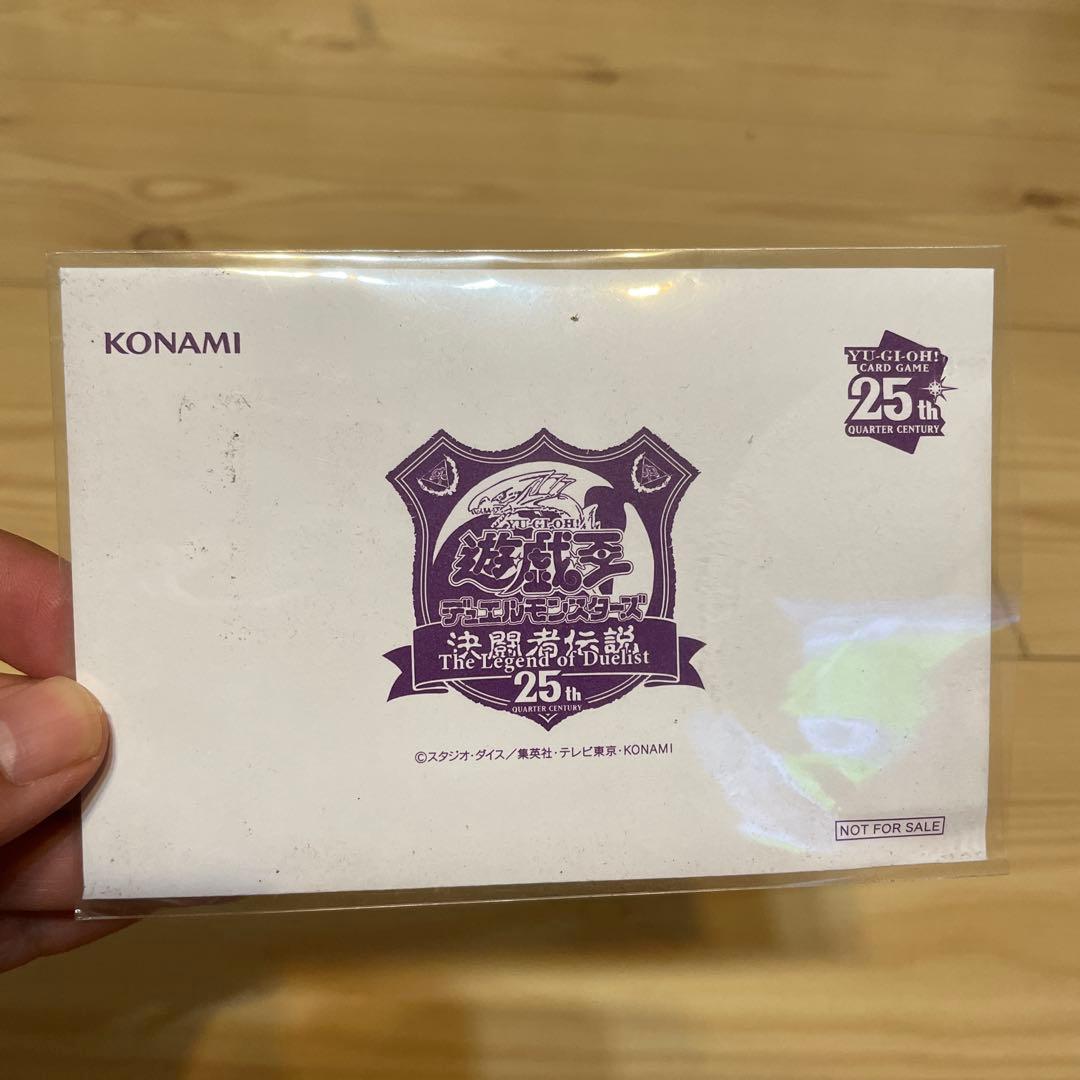 KONAMI
YU-GI-OH!
CARD GAME
25th
QUARTER CENTURY
YU-GI-OH!
遊戯王
デュエルモンスターズ
決闘者伝説
The Legend of Duelist
25th
QUARTER CENTURY
©スタジオ・ダイス／集英社・テレビ東京・KONAMI
NOT FOR SALE